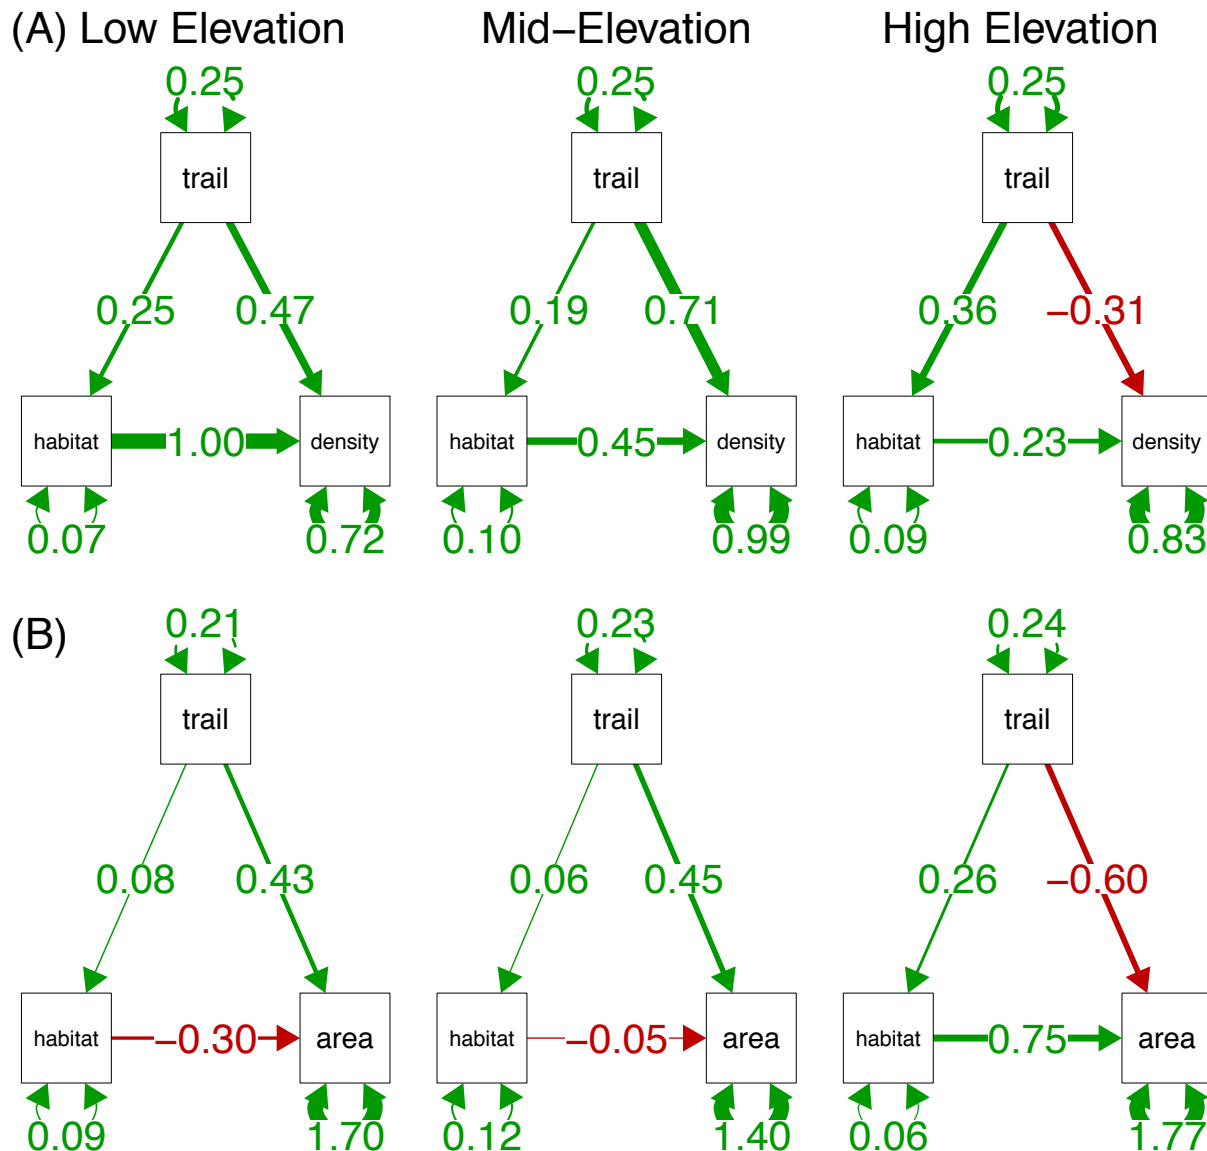 (A) Low Elevation Mid−Elevation High Elevation
0.25 0.25 0.25
trail trail trail
0.25 0.47 0.19 0.71 0.36 −0.31
habitat 1.00 density habitat 0.45 density habitat 0.23 density
0.07 0.72 0.10 0.99 0.09 0.83
(B) 0.21 0.23 0.24
trail trail trail
0.08 0.43 0.06 0.45 0.26 −0.60
habitat −0.30 area habitat −0.05 area habitat 0.75 area
0.09 1.70 0.12 1.40 0.06 1.77